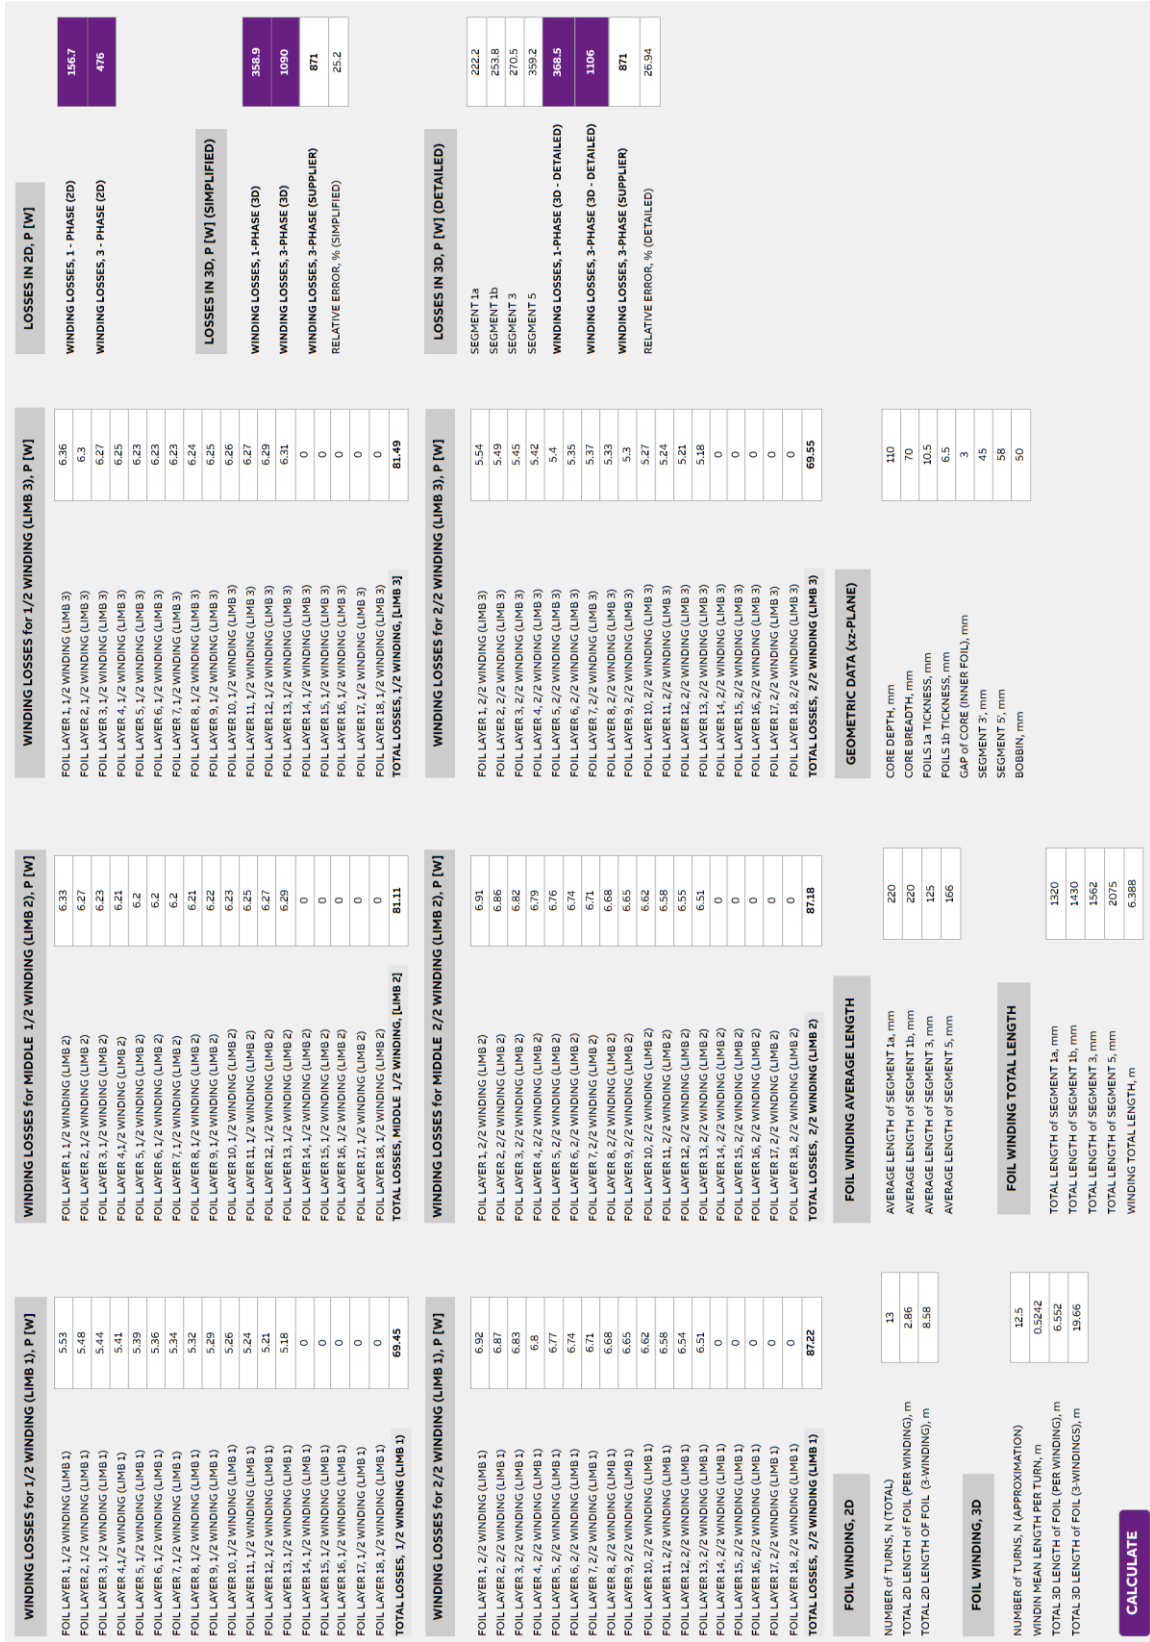 WINDING LOSSES for 1/2 WINDING (LIMB 1), P [W]
FOIL LAYER 1, 1/2 WINDING (LIMB 1) 5.53
FOIL LAYER 2, 1/2 WINDING (LIMB 1) 5.48
FOIL LAYER 3, 1/2 WINDING (LIMB 1) 5.44
FOIL LAYER 4,1/2 WINDING (LIMB 1) 5.41
FOIL LAYER 5, 1/2 WINDING (LIMB 1) 5.39
FOIL LAYER 6, 1/2 WINDING (LIMB 1) 5.36
FOIL LAYER 7, 1/2 WINDING (LIMB 1) 5.34
FOIL LAYER 8, 1/2 WINDING (LIMB 1) 5.32
FOIL LAYER 9, 1/2 WINDING (LIMB 1) 5.29
FOIL LAYER 10, 1/2 WINDING (LIMB 1) 5.26
FOIL LAYER 11, 1/2 WINDING (LIMB 1) 5.24
FOIL LAYER 12, 1/2 WINDING (LIMB 1) 5.21
FOIL LAYER 13, 1/2 WINDING (LIMB 1) 5.18
FOIL LAYER 14, 1/2 WINDING (LIMB 1) 0
FOIL LAYER 15, 1/2 WINDING (LIMB 1) 0
FOIL LAYER 16, 1/2 WINDING (LIMB 1) 0
FOIL LAYER 17, 1/2 WINDING (LIMB 1) 0
FOIL LAYER 18, 1/2 WINDING (LIMB 1) 0
TOTAL LOSSES, 1/2 WINDING (LIMB 1) 69.45
WINDING LOSSES for MIDDLE 1/2 WINDING (LIMB 2), P [W]
FOIL LAYER 1, 1/2 WINDING (LIMB 2) 6.33
FOIL LAYER 2, 1/2 WINDING (LIMB 2) 6.27
FOIL LAYER 3, 1/2 WINDING (LIMB 2) 6.23
FOIL LAYER 4,1/2 WINDING (LIMB 2) 6.21
FOIL LAYER 5, 1/2 WINDING (LIMB 2) 6.2
FOIL LAYER 6, 1/2 WINDING (LIMB 2) 6.2
FOIL LAYER 7, 1/2 WINDING (LIMB 2) 6.2
FOIL LAYER 8, 1/2 WINDING (LIMB 2) 6.21
FOIL LAYER 9, 1/2 WINDING (LIMB 2) 6.22
FOIL LAYER 10, 1/2 WINDING (LIMB 2) 6.23
FOIL LAYER 11, 1/2 WINDING (LIMB 2) 6.25
FOIL LAYER 12, 1/2 WINDING (LIMB 2) 6.27
FOIL LAYER 13, 1/2 WINDING (LIMB 2) 6.29
FOIL LAYER 14, 1/2 WINDING (LIMB 2) 0
FOIL LAYER 15, 1/2 WINDING (LIMB 2) 0
FOIL LAYER 16, 1/2 WINDING (LIMB 2) 0
FOIL LAYER 17, 1/2 WINDING (LIMB 2) 0
FOIL LAYER 18, 1/2 WINDING (LIMB 2) 0
TOTAL LOSSES, MIDDLE 1/2 WINDING, [LIMB 2] 81.11
WINDING LOSSES for 1/2 WINDING (LIMB 3), P [W]
FOIL LAYER 1, 1/2 WINDING (LIMB 3) 6.36
FOIL LAYER 2, 1/2 WINDING (LIMB 3) 6.3
FOIL LAYER 3, 1/2 WINDING (LIMB 3) 6.27
FOIL LAYER 4, 1/2 WINDING (LIMB 3) 6.25
FOIL LAYER 5, 1/2 WINDING (LIMB 3) 6.23
FOIL LAYER 6, 1/2 WINDING (LIMB 3) 6.23
FOIL LAYER 7, 1/2 WINDING (LIMB 3) 6.23
FOIL LAYER 8, 1/2 WINDING (LIMB 3) 6.24
FOIL LAYER 9, 1/2 WINDING (LIMB 3) 6.25
FOIL LAYER 10, 1/2 WINDING (LIMB 3) 6.26
FOIL LAYER 11, 1/2 WINDING (LIMB 3) 6.27
FOIL LAYER 12, 1/2 WINDING (LIMB 3) 6.29
FOIL LAYER 13, 1/2 WINDING (LIMB 3) 6.31
FOIL LAYER 14, 1/2 WINDING (LIMB 3) 0
FOIL LAYER 15, 1/2 WINDING (LIMB 3) 0
FOIL LAYER 16, 1/2 WINDING (LIMB 3) 0
FOIL LAYER 17, 1/2 WINDING (LIMB 3) 0
FOIL LAYER 18, 1/2 WINDING (LIMB 3) 0
TOTAL LOSSES, 1/2 WINDING, [LIMB 3] 81.49
LOSSES IN 2D, P [W]
WINDING LOSSES, 1 - PHASE (2D) 156.7
WINDING LOSSES, 3 - PHASE (2D) 476
LOSSES IN 3D, P [W] (SIMPLIFIED)
WINDING LOSSES, 1-PHASE (3D) 358.9
WINDING LOSSES, 3-PHASE (3D) 1090
WINDING LOSSES, 3-PHASE (SUPPLIER) 871
RELATIVE ERROR, % (SIMPLIFIED) 25.2
WINDING LOSSES for 2/2 WINDING (LIMB 1), P [W]
FOIL LAYER 1, 2/2 WINDING (LIMB 1) 6.92
FOIL LAYER 2, 2/2 WINDING (LIMB 1) 6.87
FOIL LAYER 3, 2/2 WINDING (LIMB 1) 6.83
FOIL LAYER 4, 2/2 WINDING (LIMB 1) 6.8
FOIL LAYER 5, 2/2 WINDING (LIMB 1) 6.77
FOIL LAYER 6, 2/2 WINDING (LIMB 1) 6.74
FOIL LAYER 7, 2/2 WINDING (LIMB 1) 6.71
FOIL LAYER 8, 2/2 WINDING (LIMB 1) 6.68
FOIL LAYER 9, 2/2 WINDING (LIMB 1) 6.65
FOIL LAYER 10, 2/2 WINDING (LIMB 1) 6.62
FOIL LAYER 11, 2/2 WINDING (LIMB 1) 6.58
FOIL LAYER 12, 2/2 WINDING (LIMB 1) 6.54
FOIL LAYER 13, 2/2 WINDING (LIMB 1) 6.51
FOIL LAYER 14, 2/2 WINDING (LIMB 1) 0
FOIL LAYER 15, 2/2 WINDING (LIMB 1) 0
FOIL LAYER 16, 2/2 WINDING (LIMB 1) 0
FOIL LAYER 17, 2/2 WINDING (LIMB 1) 0
FOIL LAYER 18, 2/2 WINDING (LIMB 1) 0
TOTAL LOSSES, 2/2 WINDING (LIMB 1) 87.22
WINDING LOSSES for MIDDLE 2/2 WINDING (LIMB 2), P [W]
FOIL LAYER 1, 2/2 WINDING (LIMB 2) 6.91
FOIL LAYER 2, 2/2 WINDING (LIMB 2) 6.86
FOIL LAYER 3, 2/2 WINDING (LIMB 2) 6.82
FOIL LAYER 4, 2/2 WINDING (LIMB 2) 6.79
FOIL LAYER 5, 2/2 WINDING (LIMB 2) 6.76
FOIL LAYER 6, 2/2 WINDING (LIMB 2) 6.74
FOIL LAYER 7, 2/2 WINDING (LIMB 2) 6.71
FOIL LAYER 8, 2/2 WINDING (LIMB 2) 6.68
FOIL LAYER 9, 2/2 WINDING (LIMB 2) 6.65
FOIL LAYER 10, 2/2 WINDING (LIMB 2) 6.62
FOIL LAYER 11, 2/2 WINDING (LIMB 2) 6.58
FOIL LAYER 12, 2/2 WINDING (LIMB 2) 6.55
FOIL LAYER 13, 2/2 WINDING (LIMB 2) 6.51
FOIL LAYER 14, 2/2 WINDING (LIMB 2) 0
FOIL LAYER 15, 2/2 WINDING (LIMB 2) 0
FOIL LAYER 16, 2/2 WINDING (LIMB 2) 0
FOIL LAYER 17, 2/2 WINDING (LIMB 2) 0
FOIL LAYER 18, 2/2 WINDING (LIMB 2) 0
TOTAL LOSSES, 2/2 WINDING (LIMB 2) 87.18
WINDING LOSSES for 2/2 WINDING (LIMB 3), P [W]
FOIL LAYER 1, 2/2 WINDING (LIMB 3) 5.54
FOIL LAYER 2, 2/2 WINDING (LIMB 3) 5.49
FOIL LAYER 3, 2/2 WINDING (LIMB 3) 5.45
FOIL LAYER 4, 2/2 WINDING (LIMB 3) 5.42
FOIL LAYER 5, 2/2 WINDING (LIMB 3) 5.4
FOIL LAYER 6, 2/2 WINDING (LIMB 3) 5.35
FOIL LAYER 7, 2/2 WINDING (LIMB 3) 5.37
FOIL LAYER 8, 2/2 WINDING (LIMB 3) 5.33
FOIL LAYER 9, 2/2 WINDING (LIMB 3) 5.3
FOIL LAYER 10, 2/2 WINDING (LIMB 3) 5.27
FOIL LAYER 11, 2/2 WINDING (LIMB 3) 5.24
FOIL LAYER 12, 2/2 WINDING (LIMB 3) 5.21
FOIL LAYER 13, 2/2 WINDING (LIMB 3) 5.18
FOIL LAYER 14, 2/2 WINDING (LIMB 3) 0
FOIL LAYER 15, 2/2 WINDING (LIMB 3) 0
FOIL LAYER 16, 2/2 WINDING (LIMB 3) 0
FOIL LAYER 17, 2/2 WINDING (LIMB 3) 0
FOIL LAYER 18, 2/2 WINDING (LIMB 3) 0
TOTAL LOSSES, 2/2 WINDING (LIMB 3) 69.55
LOSSES IN 3D, P [W] (DETAILED)
SEGMENT 1a 222.2
SEGMENT 1b 253.8
SEGMENT 3 270.5
SEGMENT 5 359.2
WINDING LOSSES, 1-PHASE (3D - DETAILED) 368.5
WINDING LOSSES, 3-PHASE (3D - DETAILED) 1106
WINDING LOSSES, 3-PHASE (SUPPLIER) 871
RELATIVE ERROR, % (DETAILED) 26.94
FOIL WINDING, 2D
NUMBER of TURNS, N (TOTAL) 13
TOTAL 2D LENGTH of FOIL (PER WINDING), m 2.86
TOTAL 2D LENGTH OF FOIL (3-WINDING), m 8.58
FOIL WINDING, 3D
NUMBER of TURNS, N (APPROXIMATION) 12.5
WINDIN MEAN LENGTH PER TURN, m 0.5242
TOTAL 3D LENGTH of FOIL (PER WINDING), m 6.552
TOTAL 3D LENGTH of FOIL (3-WINDINGS), m 19.66
FOIL WINDING AVERAGE LENGTH
AVERAGE LENGTH of SEGMENT 1a, mm 220
AVERAGE LENGTH of SEGMENT 1b, mm 220
AVERAGE LENGTH of SEGMENT 3, mm 125
AVERAGE LENGTH of SEGMENT 5, mm 166
FOIL WINDING TOTAL LENGTH
TOTAL LENGTH of SEGMENT 1a, mm 1320
TOTAL LENGTH of SEGMENT 1b, mm 1430
TOTAL LENGTH of SEGMENT 3, mm 1562
TOTAL LENGTH of SEGMENT 5, mm 2075
WINDING TOTAL LENGTH, m 6.388
GEOMETRIC DATA (xz-PLANE)
CORE DEPTH, mm 110
CORE BREADTH, mm 70
FOILS 1a TICKNESS, mm 10.5
FOILS 1b TICKNESS, mm 6.5
GAP of CORE (INNER FOIL), mm 3
SEGMENT 3', mm 45
SEGMENT 5', mm 58
BOBBIN, mm 50
CALCULATE